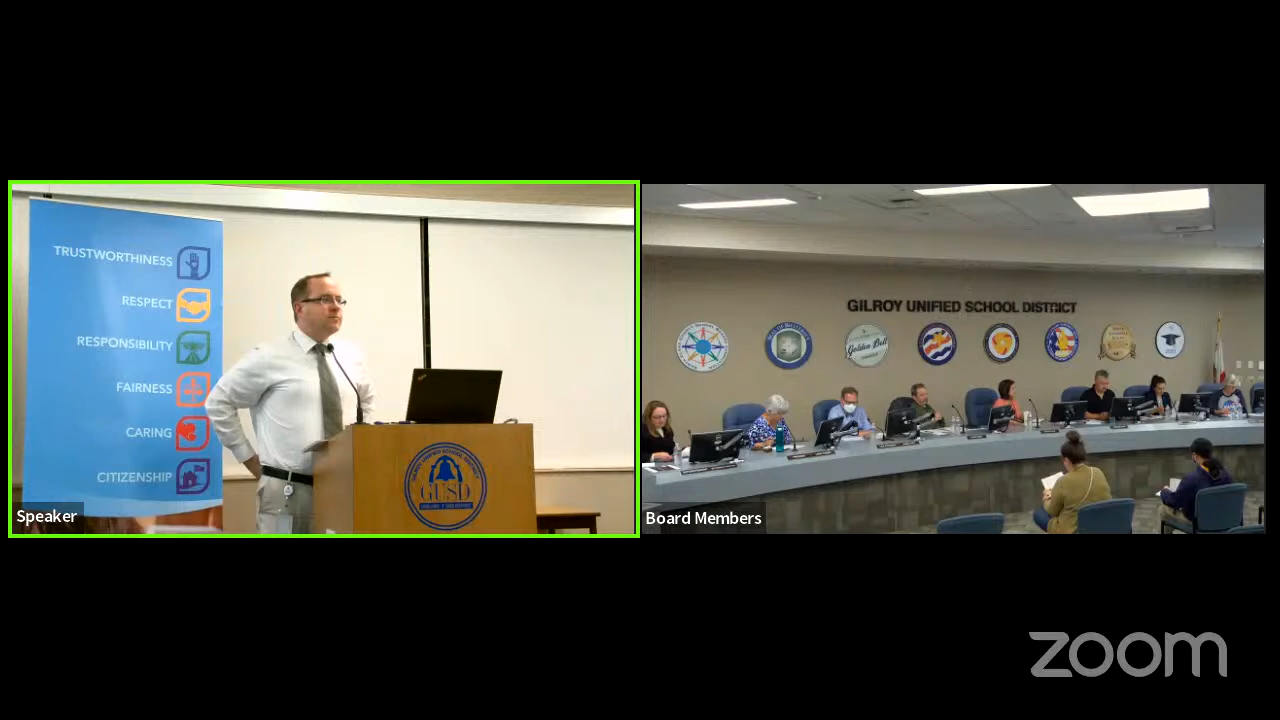 TRUSTWORTHINESS
RESPECT
RESPONSIBILITY
FAIRNESS
CARING
CITIZENSHIP
GUSD
Speaker
GILROY UNIFIED SCHOOL DISTRICT
Golden Bell
Board Members
zoom